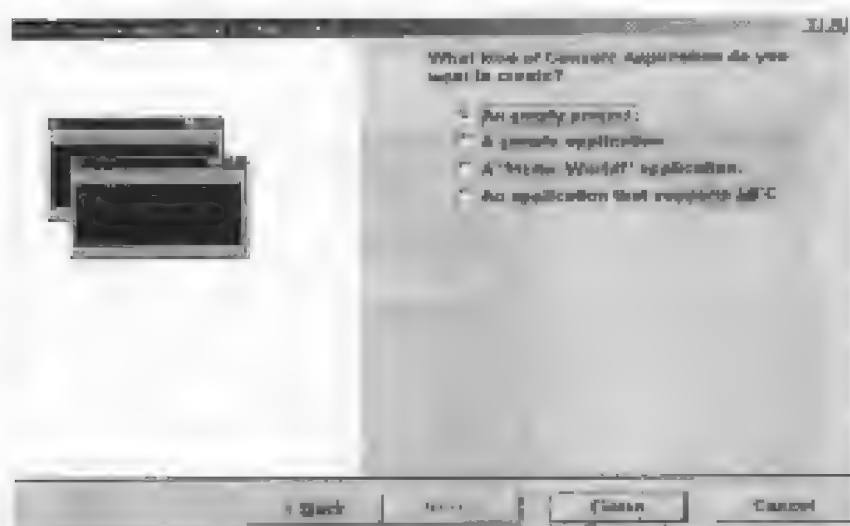 What kind of Console Application do you
want to create?
An empty project.
A simple application.
A "Hello, World!" application.
An application that supports MFC.
< Back
Finish
Cancel